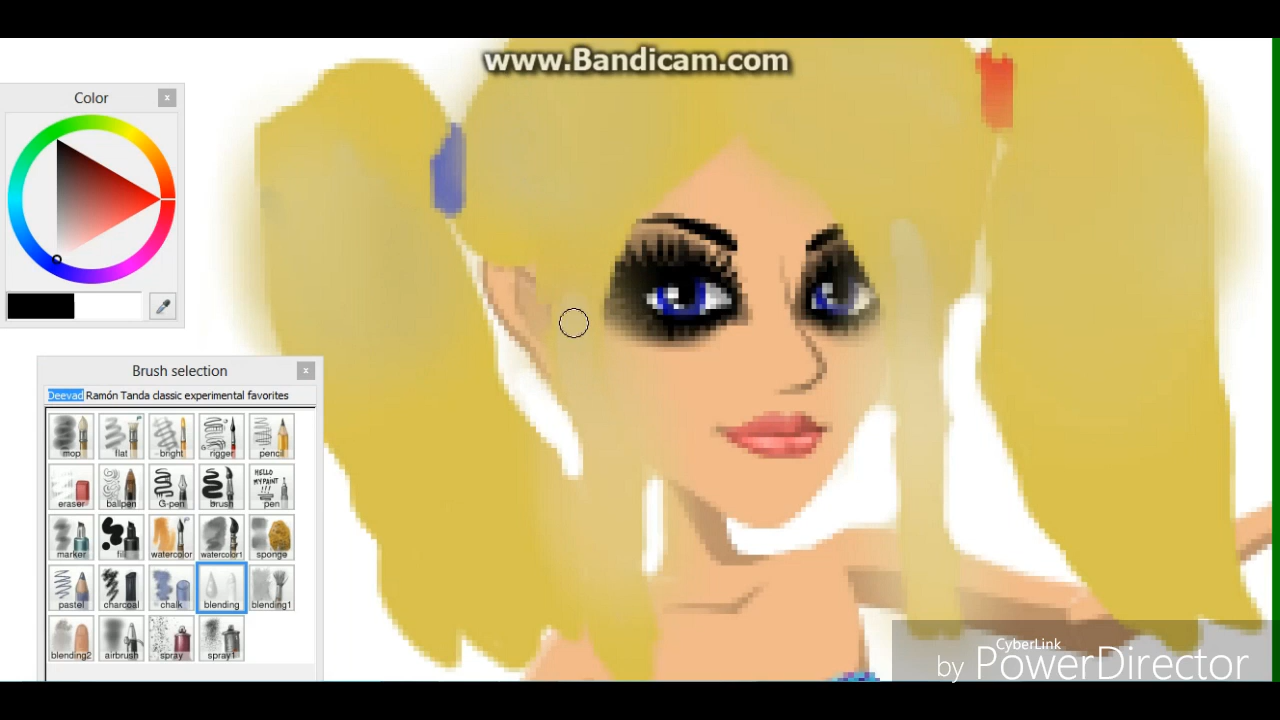 www.Bandicam.com
Color
x
Brush selection
x
Deevad Ramón Tanda classic experimental favorites
mop flat bright rigger pencil
HELLO
MY PAINT
!!!
eraser ballpen G-pen brush pen
marker fill watercolor watercolor1 sponge
pastel charcoal chalk blending blending1
blending2 airbrush spray spray1
CyberLink
by PowerDirector